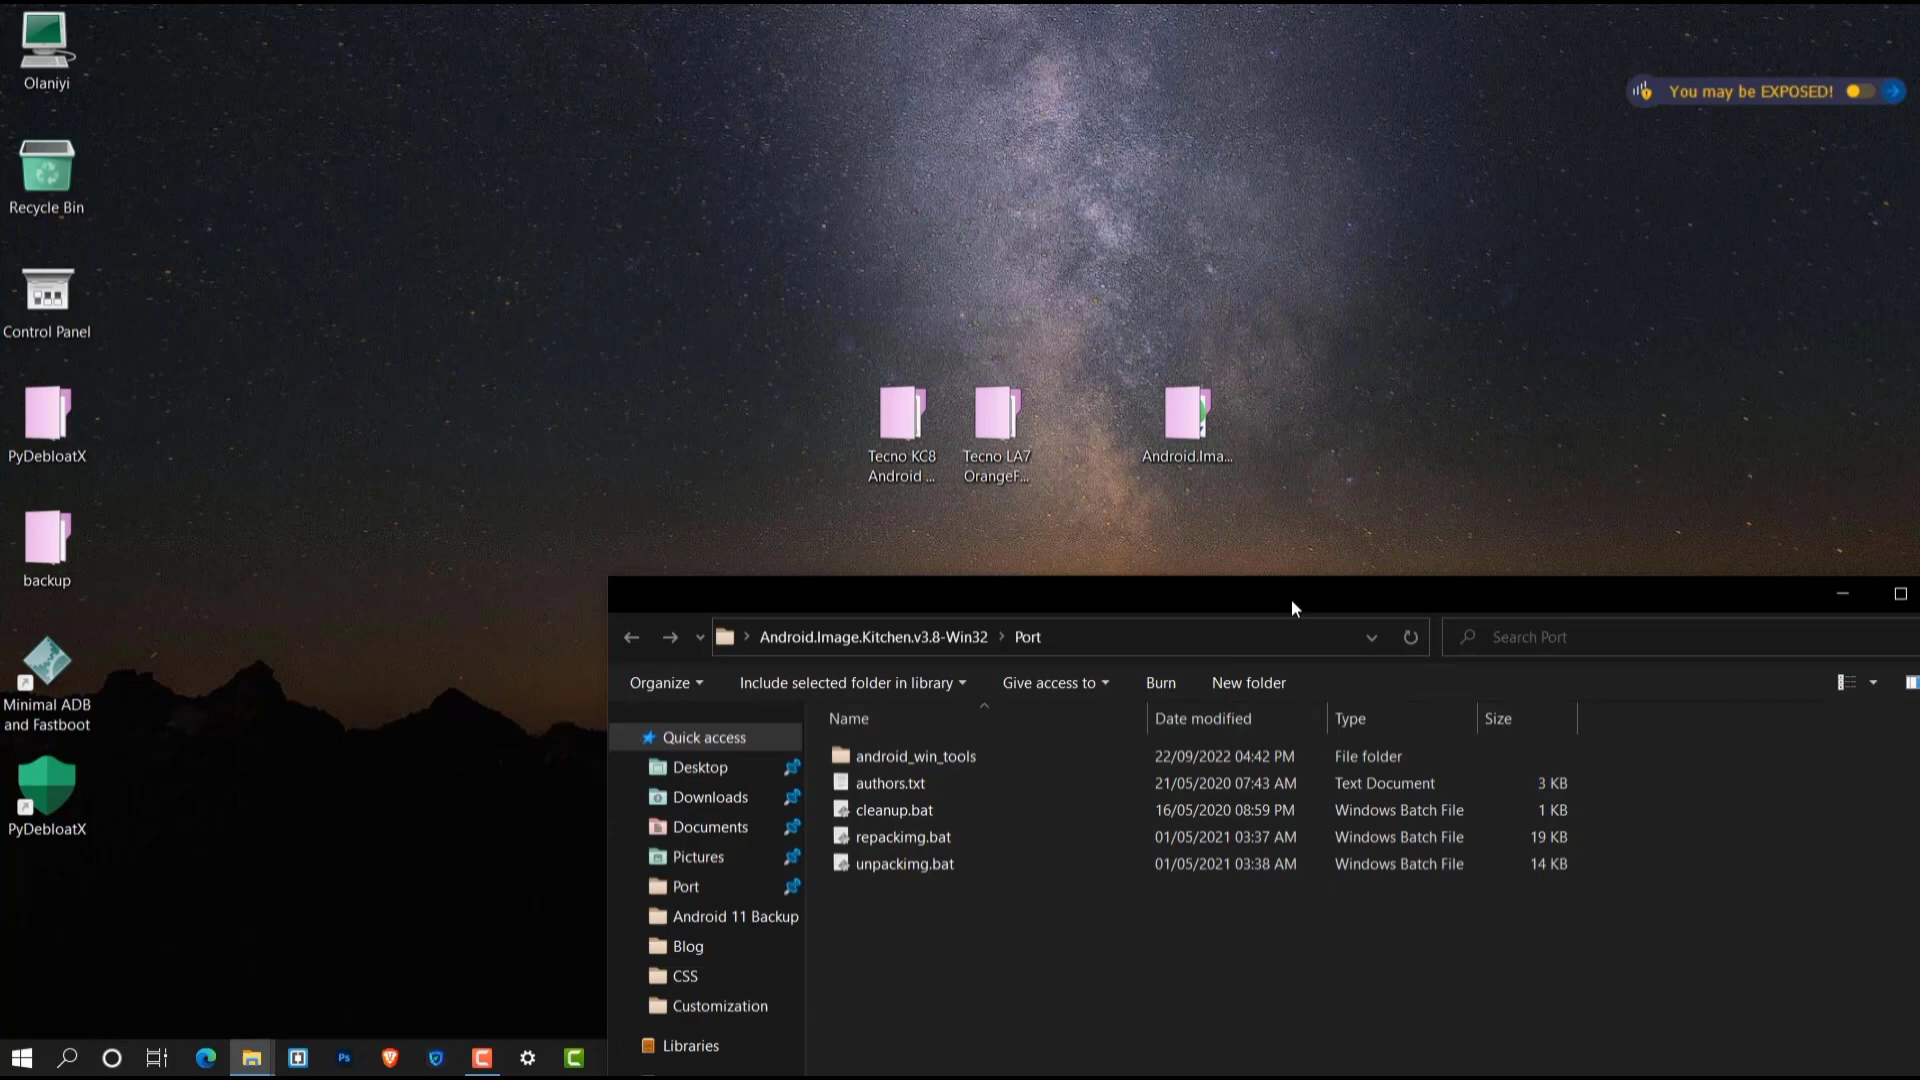 Olaniyi
Recycle Bin
Control Panel
PyDebloatX
backup
Minimal ADB
and Fastboot
PyDebloatX
You may be EXPOSED!
Tecno KC8
Android ...
Tecno LA7
OrangeF...
Android.Ima...
Android.Image.Kitchen.v3.8-Win32 Port
Search Port
Organize Include selected folder in library Give access to Burn New folder
Name Date modified Type Size
Quick access
Desktop
Downloads
Documents
Pictures
Port
Android 11 Backup
Blog
CSS
Customization
Libraries
android_win_tools 22/09/2022 04:42 PM File folder
authors.txt 21/05/2020 07:43 AM Text Document 3 KB
cleanup.bat 16/05/2020 08:59 PM Windows Batch File 1 KB
repackimg.bat 01/05/2021 03:37 AM Windows Batch File 19 KB
unpackimg.bat 01/05/2021 03:38 AM Windows Batch File 14 KB
Ps